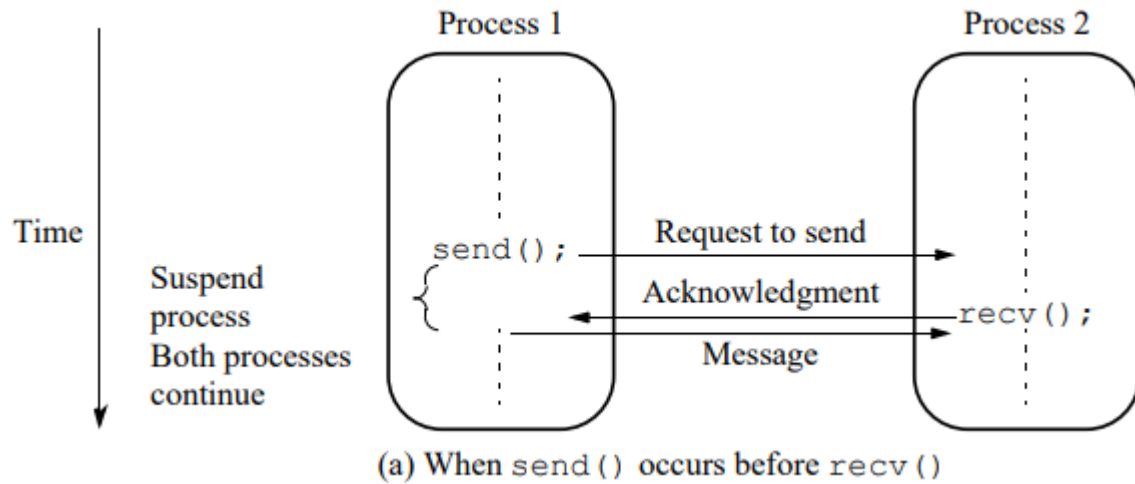 Process 1
Process 2
Time
send();
Request to send
Suspend
process
Acknowledgment
recv();
Both processes
continue
Message
(a) When send() occurs before recv()